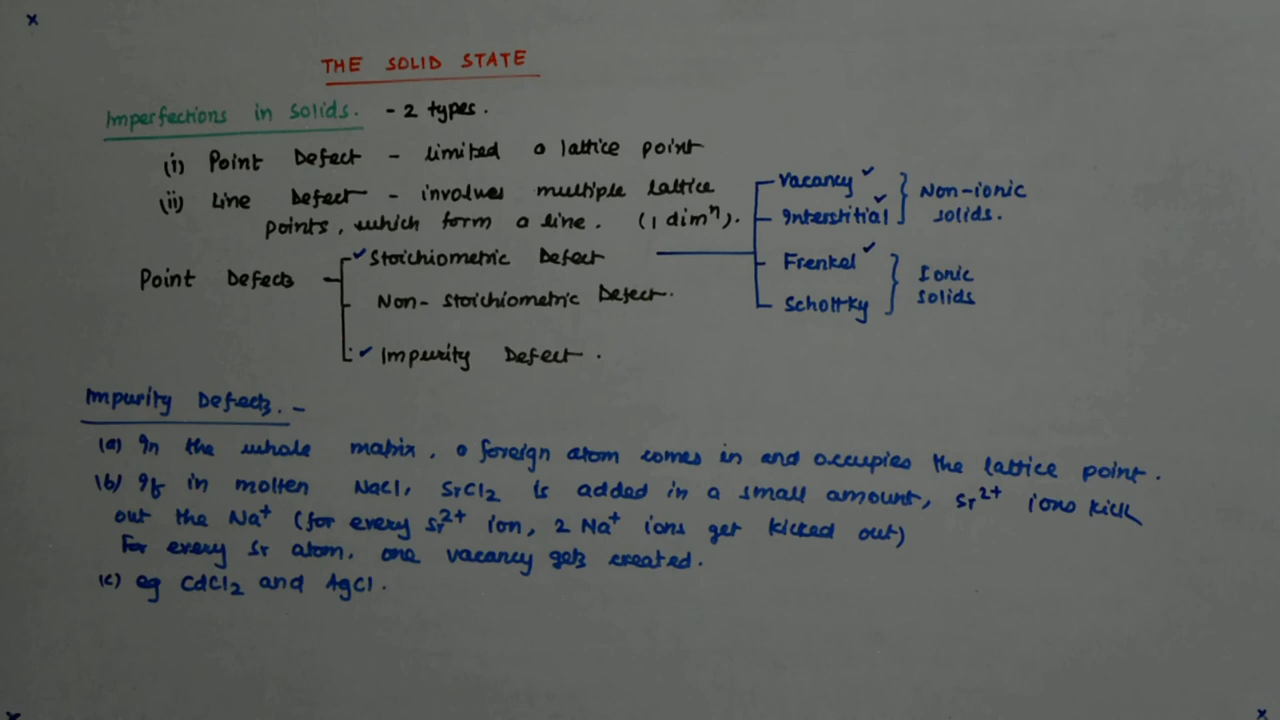 THE SOLID STATE
Imperfections in solids. - 2 types.
(i) Point Defect - limited a lattice point
(ii) Line Defect - involves multiple lattice
points, which form a line. (1 dimⁿ).
Point Defects
✓ Stoichiometric Defect
Non-Stoichiometric Defect.
✓ Impurity Defect.
Vacancy ✓
Interstitial ✓
Non-ionic
solids.
Frenkel ✓
Schottky
Ionic
solids
Impurity Defects. -
(a) In the whole matrix, a foreign atom comes in and occupies the lattice point.
(b) If in molten NaCl, SrCl₂ is added in a small amount, Sr²⁺ ions kick
out the Na⁺ (for every Sr²⁺ ion, 2 Na⁺ ions get kicked out)
For every Sr atom, one vacancy gets created.
(c) eg CdCl₂ and AgCl.